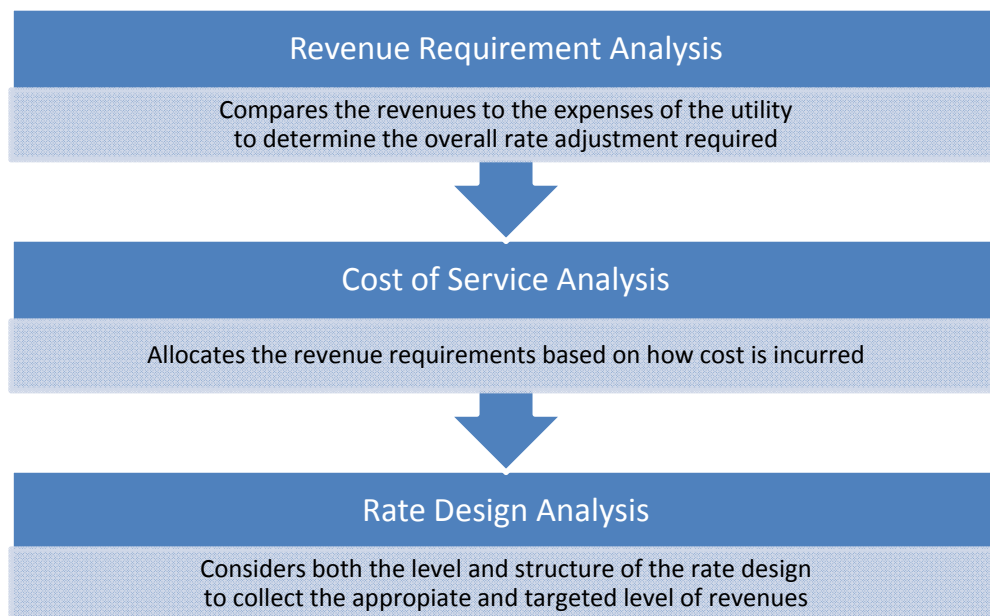 Revenue Requirement Analysis
Compares the revenues to the expenses of the utility
to determine the overall rate adjustment required
Cost of Service Analysis
Allocates the revenue requirements based on how cost is incurred
Rate Design Analysis
Considers both the level and structure of the rate design
to collect the appropiate and targeted level of revenues